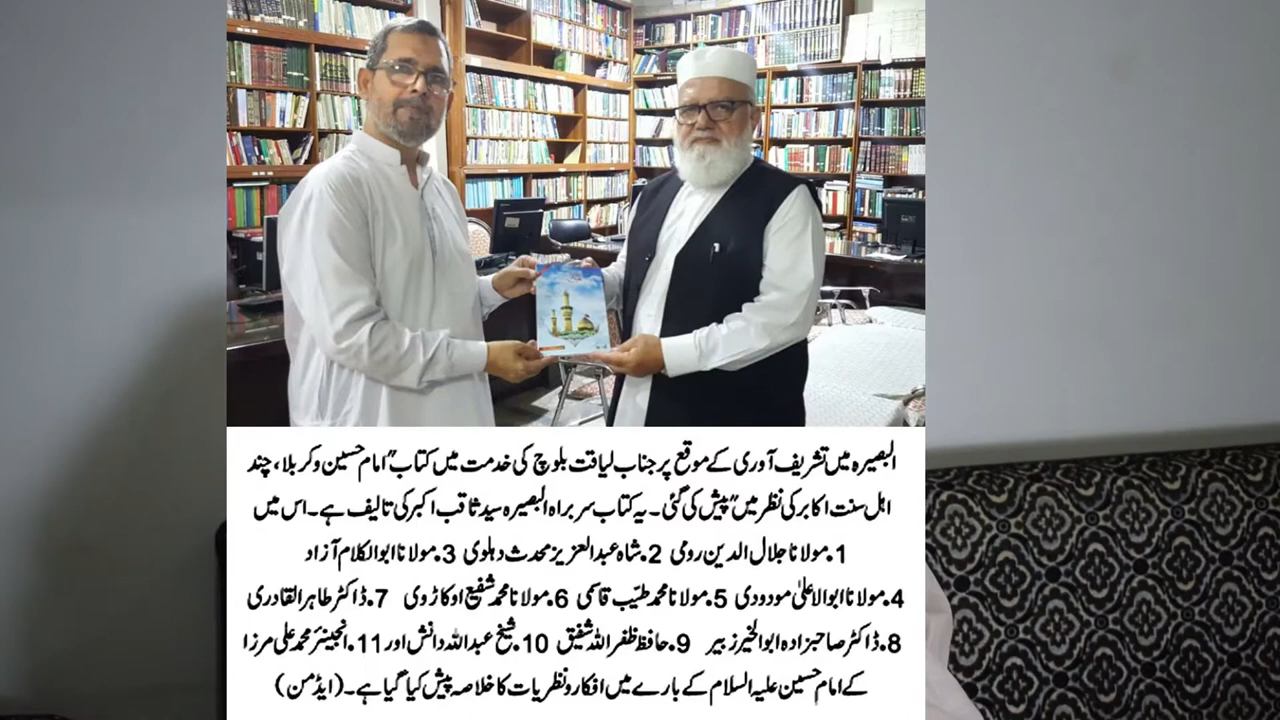 البصیرہ میں تشریف آوری کے موقع پر جناب لیاقت بلوچ کی خدمت میں کتاب "امام حسین و کربلا، چند
اہل سنت اکابر کی نظر میں" پیش کی گئی۔ یہ کتاب سربراہ البصیرہ سید ثاقب اکبر کی تالیف ہے۔ اس میں
1.مولانا جلال الدین رومی 2.شاہ عبدالعزیز محدث دہلوی 3.مولانا ابوالکلام آزاد
4.مولانا ابوالاعلیٰ مودودی 5.مولانا محمد طیّب قاسمی 6.مولانا محمد شفیع اوکاڑوی 7.ڈاکٹر طاہر القادری
8.ڈاکٹر صاحبزادہ ابوالخیر زبیر 9.حافظ ظفر اللہ شفیق 10.شیخ عبداللہ دانش اور 11.انجینئر محمد علی مرزا
کے امام حسین علیہ السلام کے بارے میں افکار و نظریات کا خلاصہ پیش کیا گیا ہے۔ (ایڈمن)